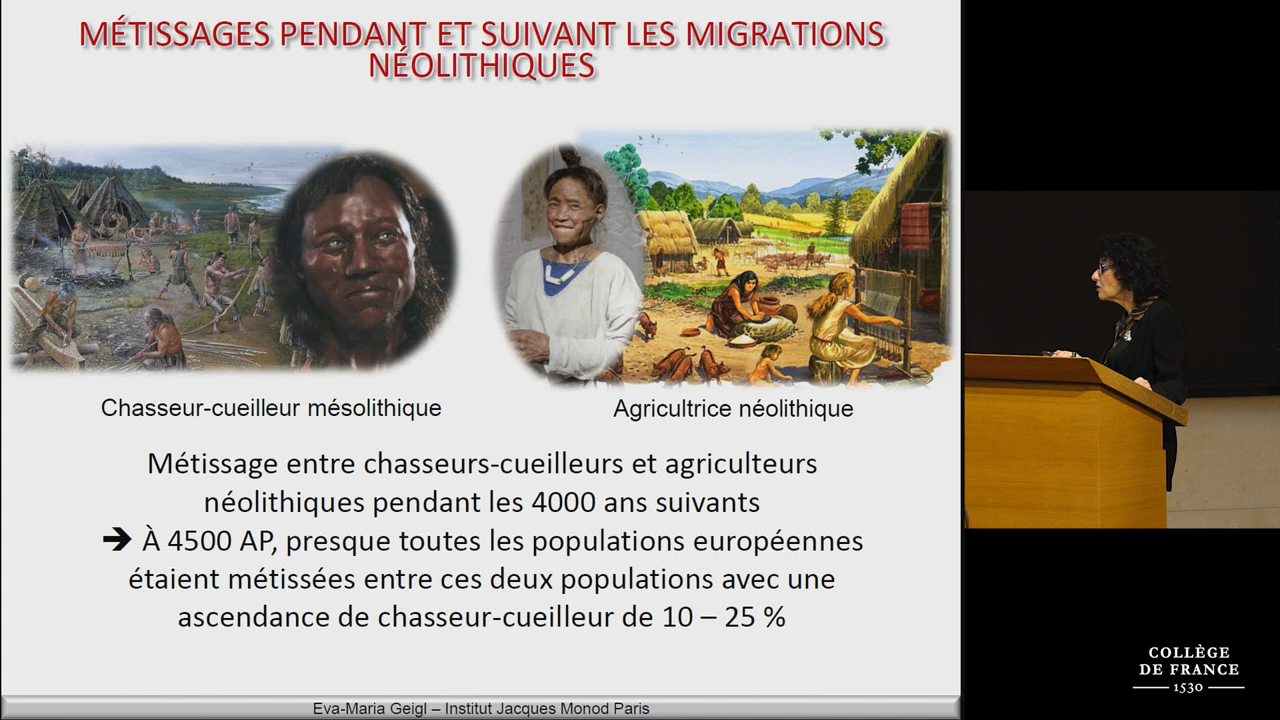 MÉTISSAGES PENDANT ET SUIVANT LES MIGRATIONS
NÉOLITHIQUES
Chasseur-cueilleur mésolithique
Agricultrice néolithique
Métissage entre chasseurs-cueilleurs et agriculteurs
néolithiques pendant les 4000 ans suivants
➔ À 4500 AP, presque toutes les populations européennes
étaient métissées entre ces deux populations avec une
ascendance de chasseur-cueilleur de 10 – 25 %
Eva-Maria Geigl – Institut Jacques Monod Paris
COLLÈGE
DE FRANCE
1530